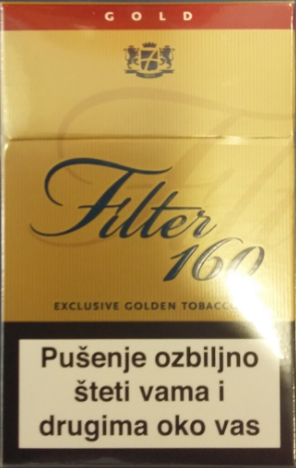 GOLD
Filter
160
EXCLUSIVE GOLDEN TOBACCO
Pušenje ozbiljno
šteti vama i
drugima oko vas